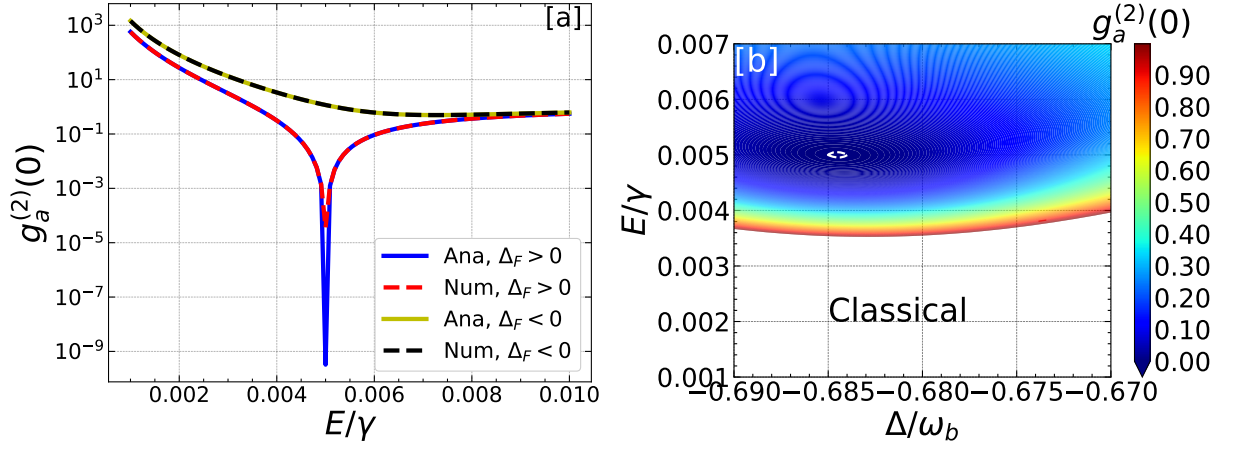 [a]
10³
10¹
10⁻¹
10⁻³
10⁻⁵
10⁻⁷
10⁻⁹
g_a^(2)(0)
Ana, Δ_F > 0
Num, Δ_F > 0
Ana, Δ_F < 0
Num, Δ_F < 0
0.002 0.004 0.006 0.008 0.010
E/γ
[b]
g_a^(2)(0)
0.007
0.006
0.005
0.004
0.003
0.002
0.001
E/γ
Classical
−0.690 −0.685 −0.680 −0.675 −0.670
Δ/ω_b
0.90
0.80
0.70
0.60
0.50
0.40
0.30
0.20
0.10
0.00